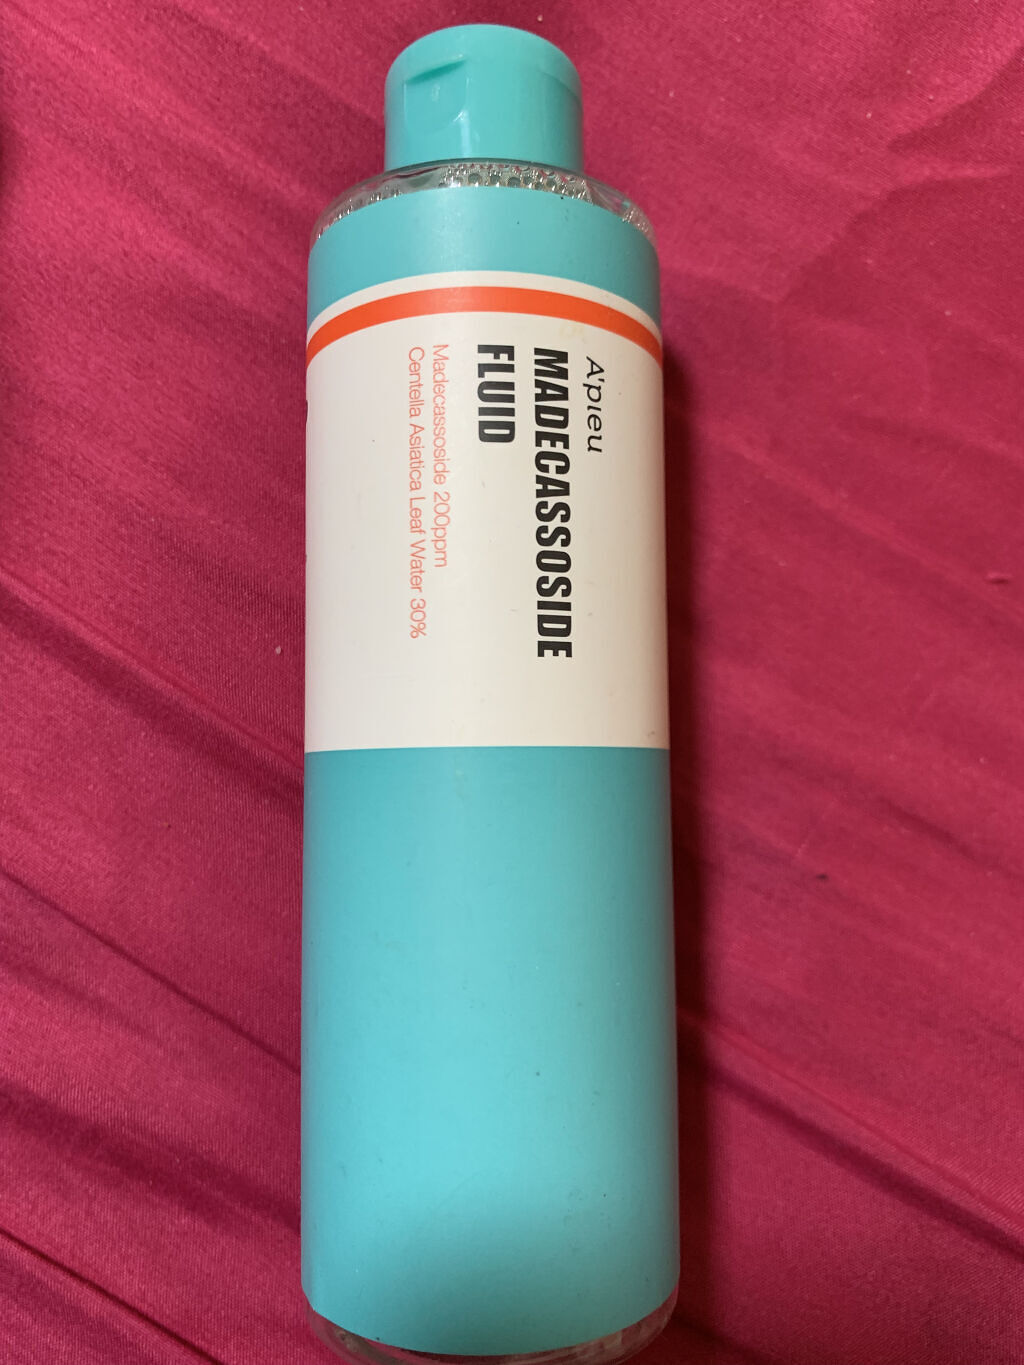 A'pieu
MADECASSOSIDE
FLUID
Madecassoside 200ppm
Centella Asiatica Leaf Water 30%